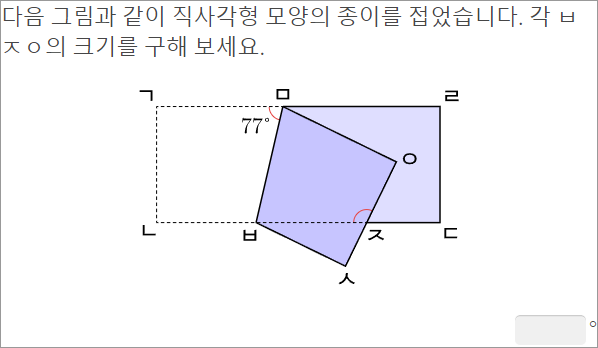 다음 그림과 같이 직사각형 모양의 종이를 접었습니다. 각 ㅂ
ㅈㅇ의 크기를 구해 보세요.
ㄱ ㅁ ㄹ
77°
ㅇ
ㄴ ㅂ ㅈ ㄷ
ㅅ
°